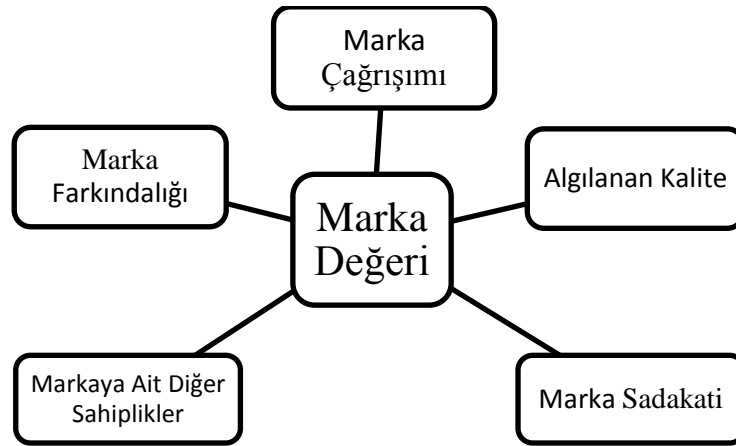 Marka
Çağrışımı
Marka
Farkındalığı
Algılanan Kalite
Marka
Değeri
Markaya Ait Diğer
Sahiplikler
Marka Sadakati